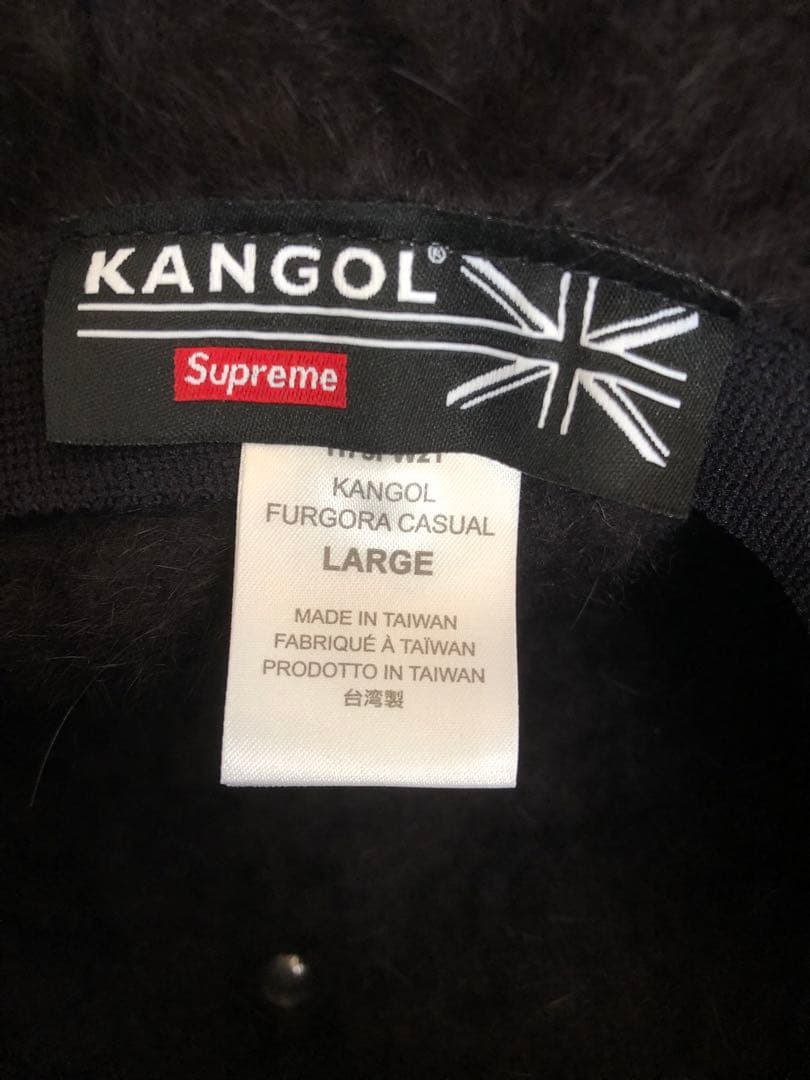 KANGOL®
Supreme
KANGOL
FURGORA CASUAL
LARGE
MADE IN TAIWAN
FABRIQUÉ À TAÏWAN
PRODOTTO IN TAIWAN
台湾製